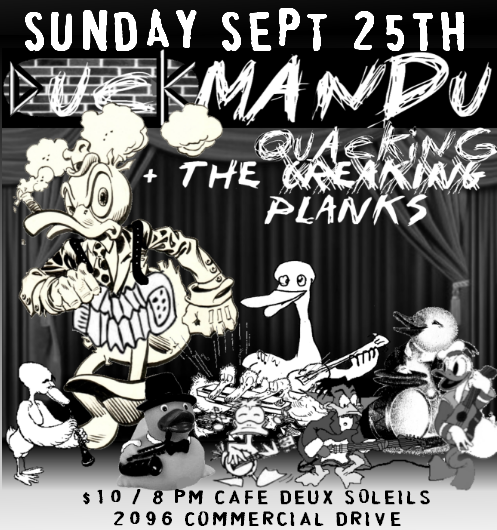 SUNDAY SEPT 25TH
DUCKMANDU
QUACKING
+ THE CREAKING
PLANKS
$10 / 8 PM CAFE DEUX SOLEILS
2096 COMMERCIAL DRIVE